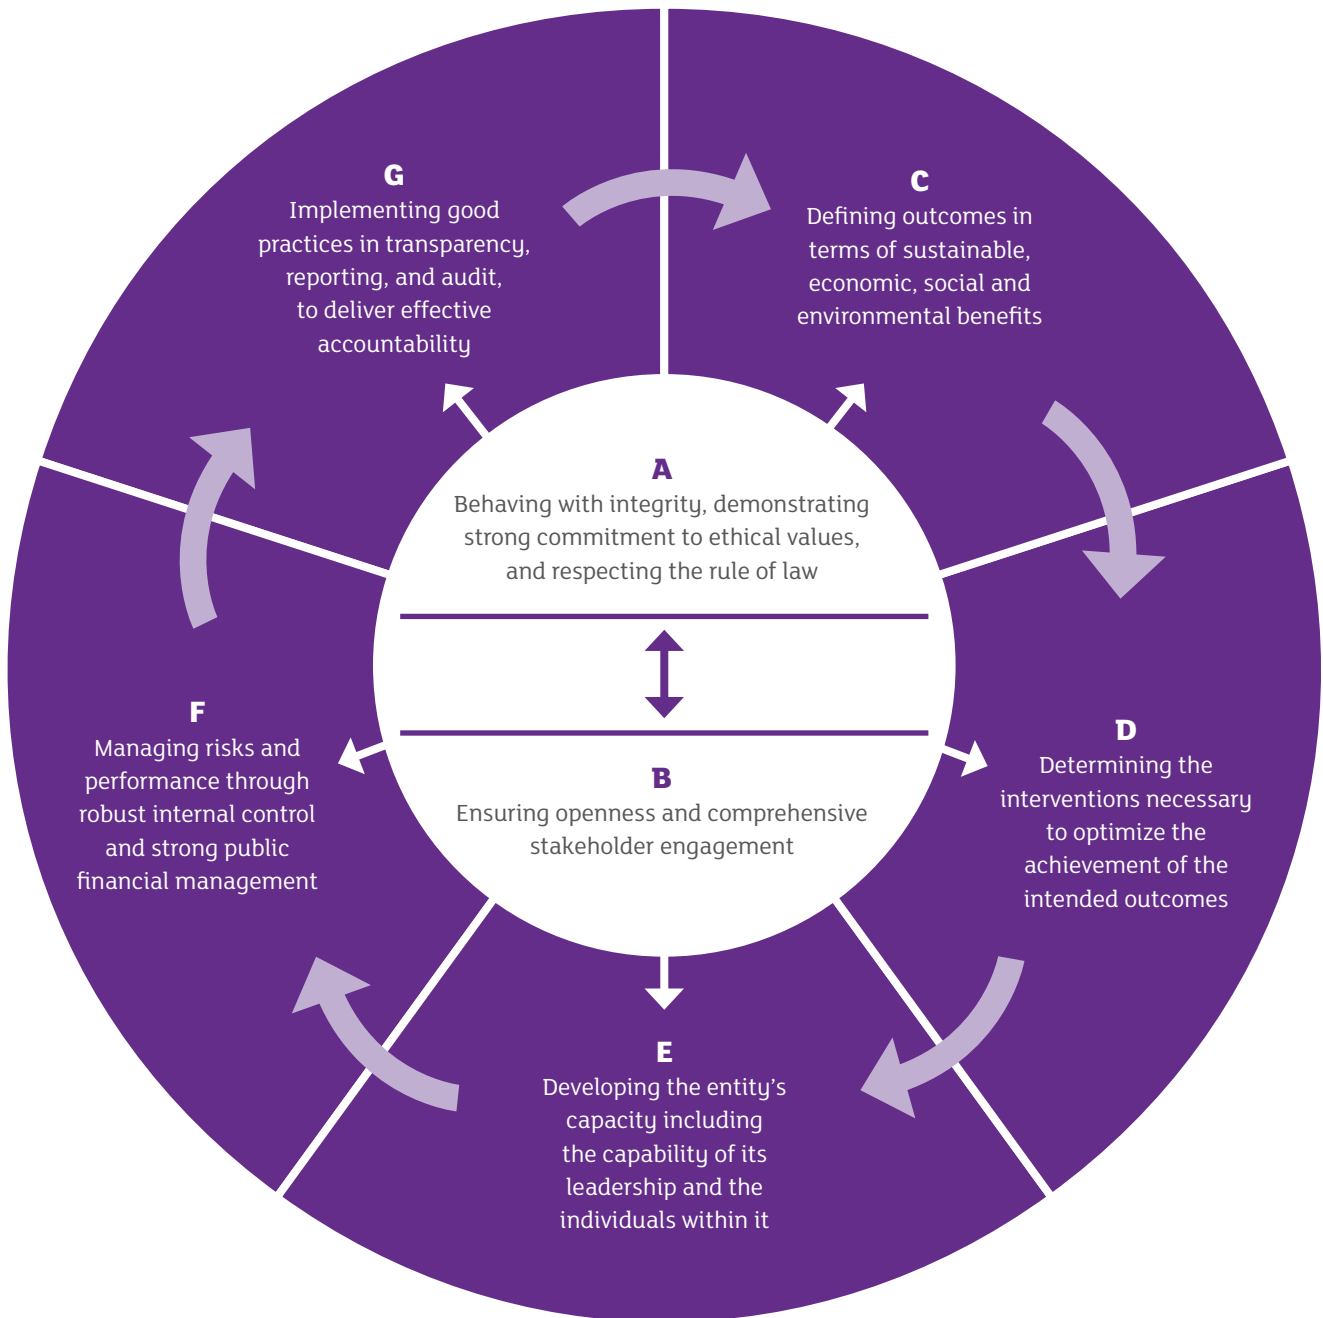 A
Behaving with integrity, demonstrating
strong commitment to ethical values,
and respecting the rule of law
B
Ensuring openness and comprehensive
stakeholder engagement
C
Defining outcomes in
terms of sustainable,
economic, social and
environmental benefits
D
Determining the
interventions necessary
to optimize the
achievement of the
intended outcomes
E
Developing the entity’s
capacity including
the capability of its
leadership and the
individuals within it
F
Managing risks and
performance through
robust internal control
and strong public
financial management
G
Implementing good
practices in transparency,
reporting, and audit,
to deliver effective
accountability